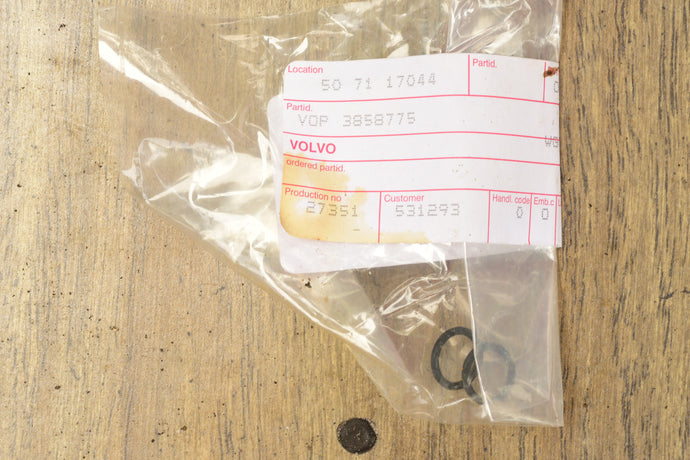 Location Partid.
50 71 17044 0
Partid.
VOP 3858775
VOLVO
ordered partid.
Production no Customer Handl. code Emb.c
27351 531293 0 0